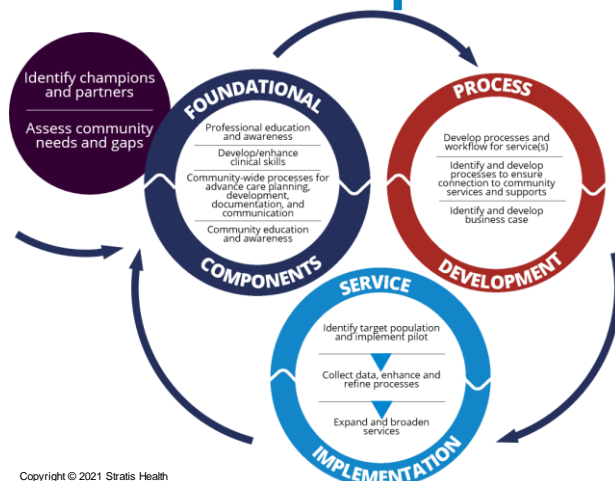 Identify champions
and partners
Assess community
needs and gaps
FOUNDATIONAL
Professional education
and awareness
Develop/enhance
clinical skills
Community-wide processes for
advance care planning,
development,
documentation, and
communication
Community education
and awareness
COMPONENTS
PROCESS
Develop processes and
workflow for service(s)
Identify and develop
processes to ensure
connection to community
services and supports
Identify and develop
business case
DEVELOPMENT
SERVICE
Identify target population
and implement pilot
Collect data, enhance and
refine processes
Expand and broaden
services
IMPLEMENTATION
Copyright © 2021 Stratis Health